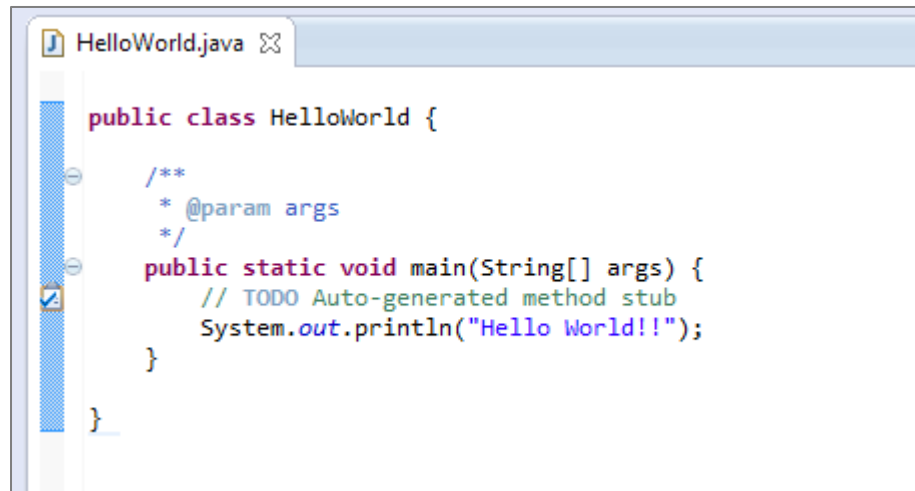 HelloWorld.java
public class HelloWorld {
/**
* @param args
*/
public static void main(String[] args) {
// TODO Auto-generated method stub
System.out.println("Hello World!!");
}
}